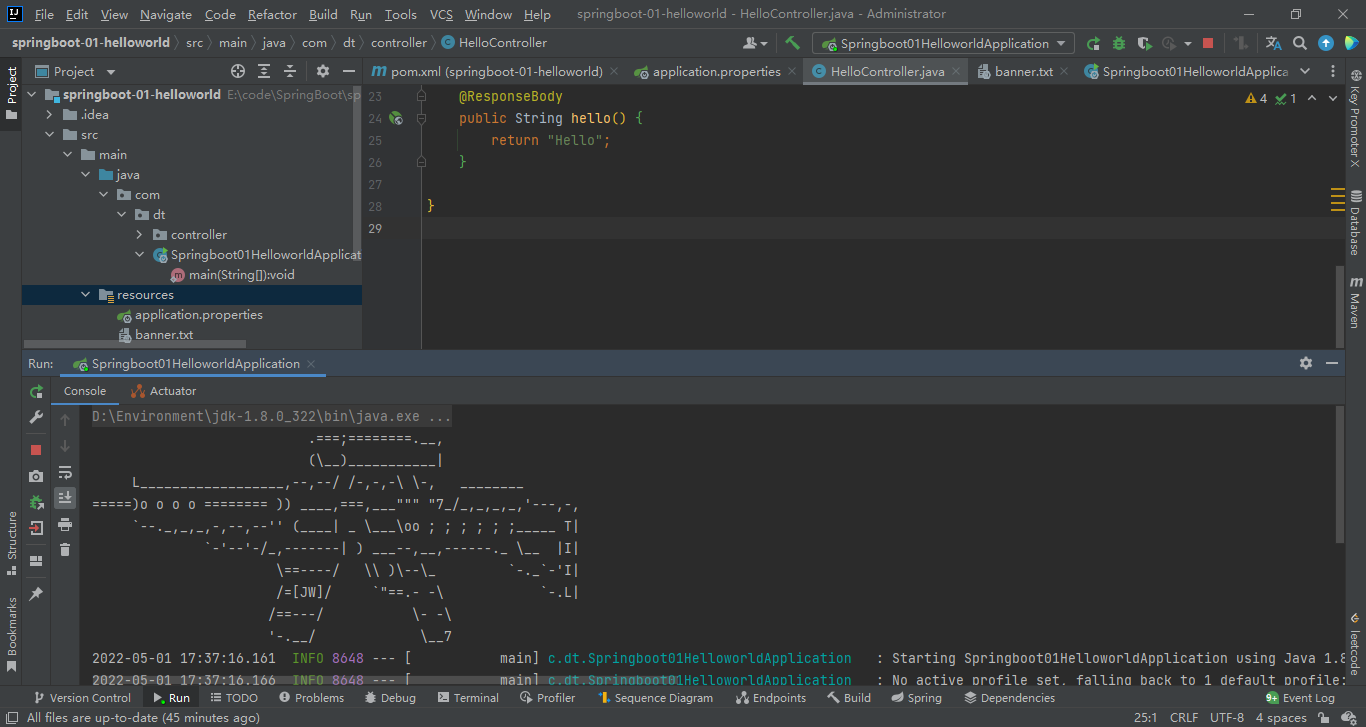 File Edit View Navigate Code Refactor Build Run Tools VCS Window Help springboot-01-helloworld - HelloController.java - Administrator
springboot-01-helloworld src main java com dt controller HelloController Springboot01HelloworldApplication
Project
Project pom.xml (springboot-01-helloworld) application.properties HelloController.java banner.txt Springboot01HelloworldApplica
springboot-01-helloworld E:\code\SpringBoot\sp
.idea
src
main
java
com
dt
controller
Springboot01HelloworldApplicat
main(String[]):void
resources
application.properties
banner.txt
23 @ResponseBody
24 public String hello() {
25 return "Hello";
26 }
27
28 }
29
4 1
Key Promoter X
Database
Maven
leetcode
Run: Springboot01HelloworldApplication
Console Actuator
D:\Environment\jdk-1.8.0_322\bin\java.exe ...
.===;========.__,
(\__)___________|
L__________________,--,--/ /-,-,-\ \-, ________
=====)o o o o ======== )) ____,===,___""" "7_/_,_,_,_,'---,-,
`--._,_,_,-,--,--'' (____| _ \___\oo ; ; ; ; ; ;_____ T|
`-'--'-/_,-------| ) ___--,__,------._ \__ |I|
\==----/ \\ )\--\_ `-._`-'I|
/=[JW]/ `"==.- -\ `-.L|
/==---/ \- -\
'-.__/ \__7
2022-05-01 17:37:16.161 INFO 8648 --- [ main] c.dt.Springboot01HelloworldApplication : Starting Springboot01HelloworldApplication using Java 1.8
2022-05-01 17:37:16.166 INFO 8648 --- [ main] c.dt.Springboot01HelloworldApplication : No active profile set, falling back to 1 default profile:
Structure
Bookmarks
Version Control Run TODO Problems Debug Terminal Profiler Sequence Diagram Endpoints Build Spring Dependencies 9+ Event Log
All files are up-to-date (45 minutes ago) 25:1 CRLF UTF-8 4 spaces